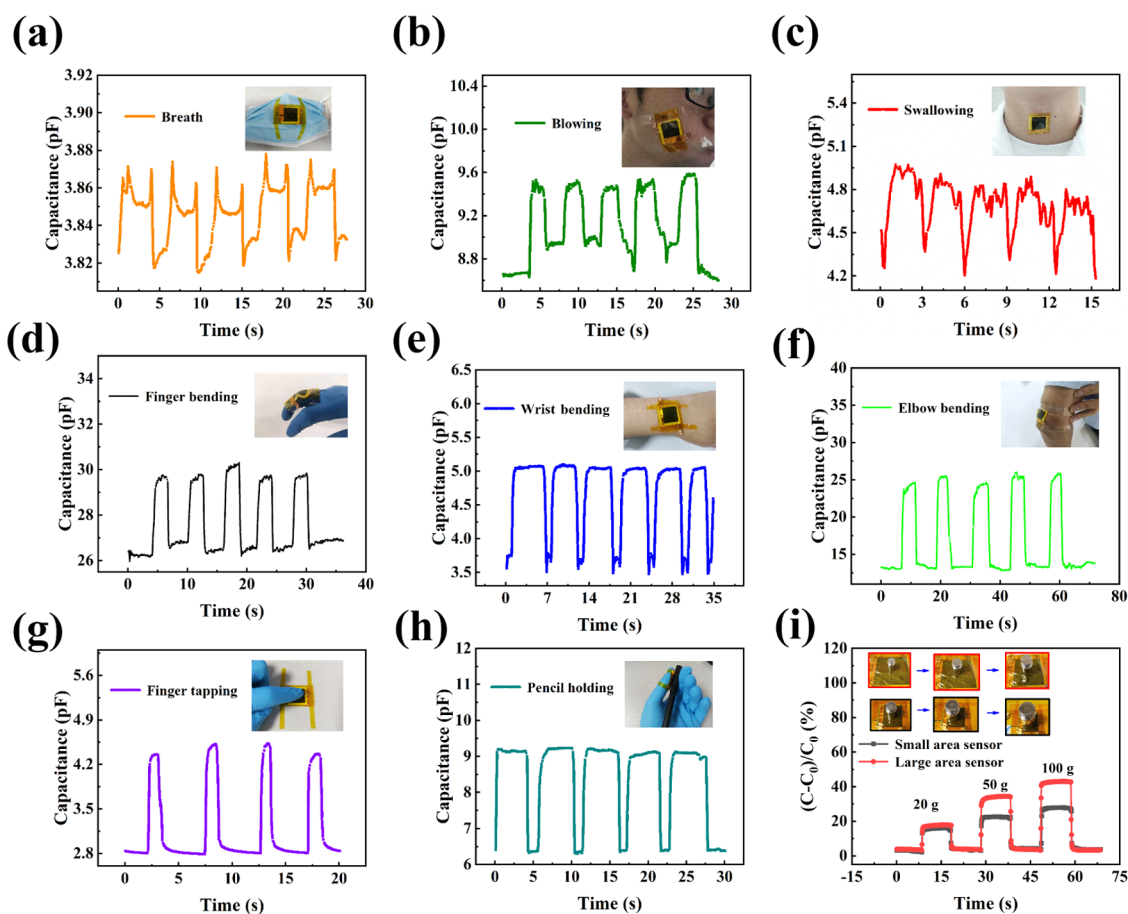 (a)
Capacitance (pF)
3.92
3.90
3.88
3.86
3.84
3.82
Breath
0 5 10 15 20 25 30
Time (s)
(b)
Capacitance (pF)
10.4
10.0
9.6
9.2
8.8
Blowing
0 5 10 15 20 25 30
Time (s)
(c)
Capacitance (pF)
5.4
5.1
4.8
4.5
4.2
Swallowing
0 3 6 9 12 15
Time (s)
(d)
Capacitance (pF)
34
32
30
28
26
Finger bending
0 10 20 30 40
Time (s)
(e)
Capacitance (pF)
6.5
6.0
5.5
5.0
4.5
4.0
3.5
Wrist bending
0 7 14 21 28 35
Time (s)
(f)
Capacitance (pF)
40
35
30
25
20
15
Elbow bending
0 20 40 60 80
Time (s)
(g)
Capacitance (pF)
5.6
4.9
4.2
3.5
2.8
Finger tapping
0 5 10 15 20
Time (s)
(h)
Capacitance (pF)
12
11
10
9
8
7
6
Pencil holding
0 5 10 15 20 25 30
Time (s)
(i)
(C-C0)/C0 (%)
120
100
80
60
40
20
0
Small area sensor
Large area sensor
20 g
50 g
100 g
-15 0 15 30 45 60 75
Time (s)